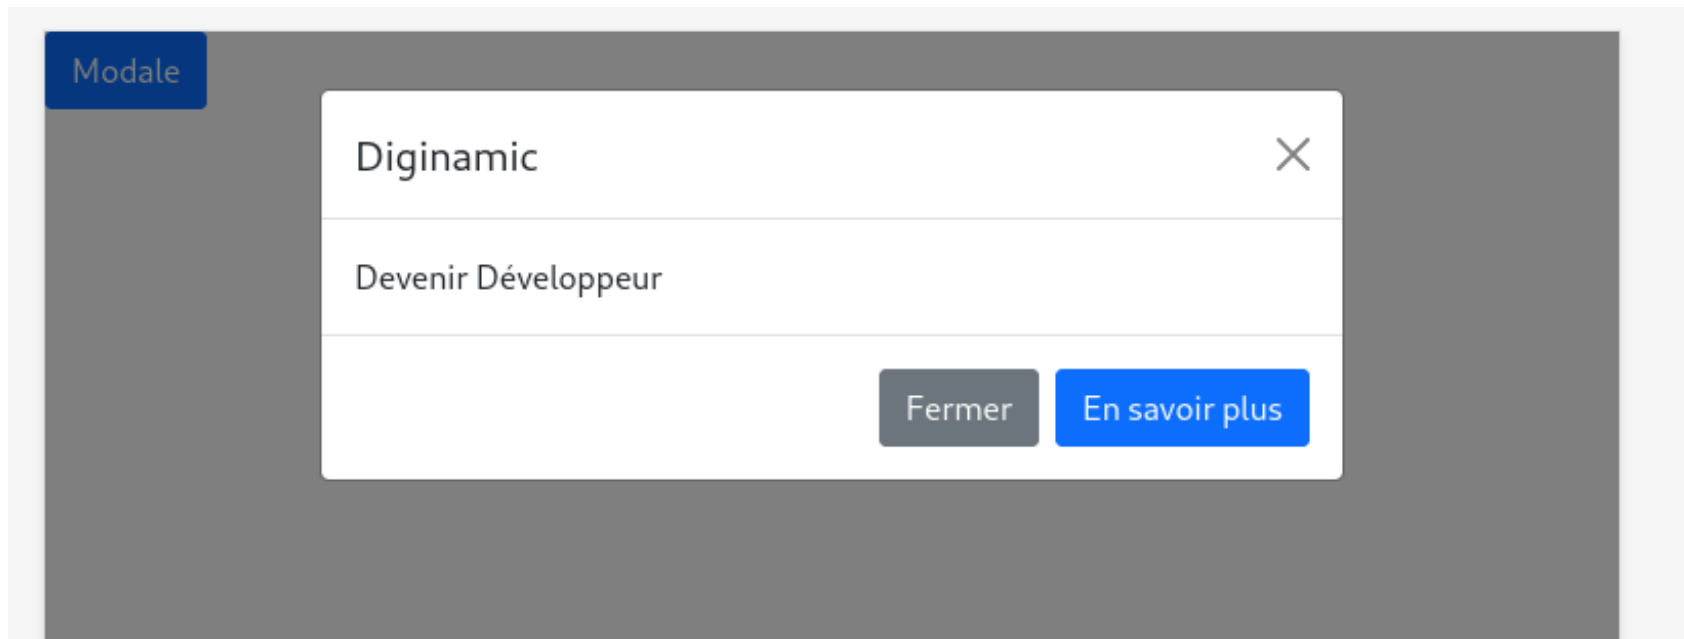 Modale
Diginamic
Devenir Développeur
Fermer
En savoir plus